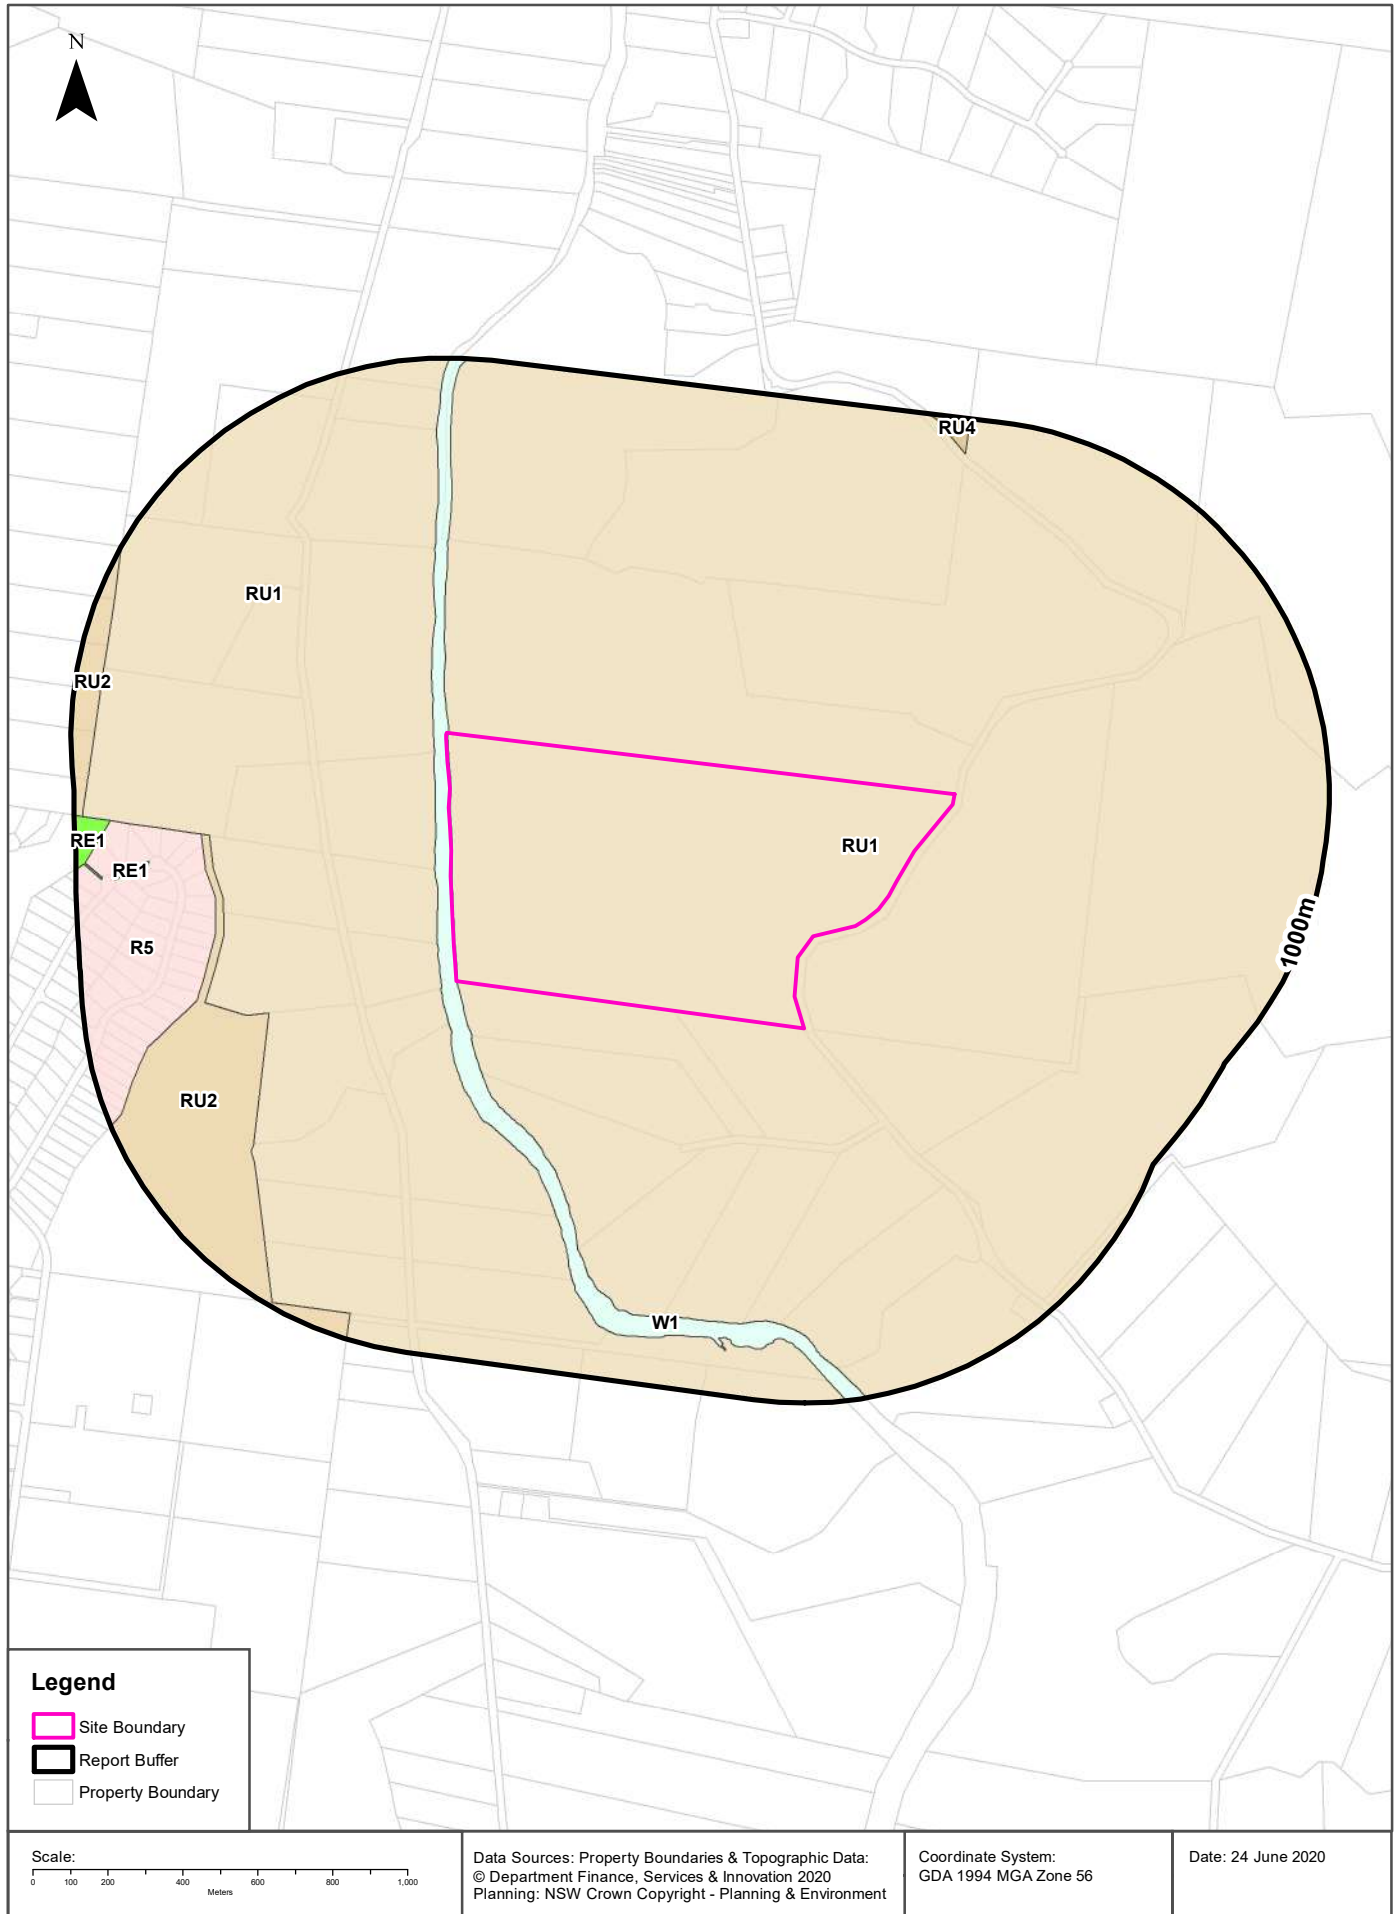 N
RU4
RU1
RU2
RE1
RE1
RU1
R5
1000m
RU2
W1
Legend
Site Boundary
Report Buffer
Property Boundary
Scale:
0 100 200 400 600 800 1,000
Meters
Data Sources: Property Boundaries & Topographic Data:
© Department Finance, Services & Innovation 2020
Planning: NSW Crown Copyright - Planning & Environment
Coordinate System:
GDA 1994 MGA Zone 56
Date: 24 June 2020